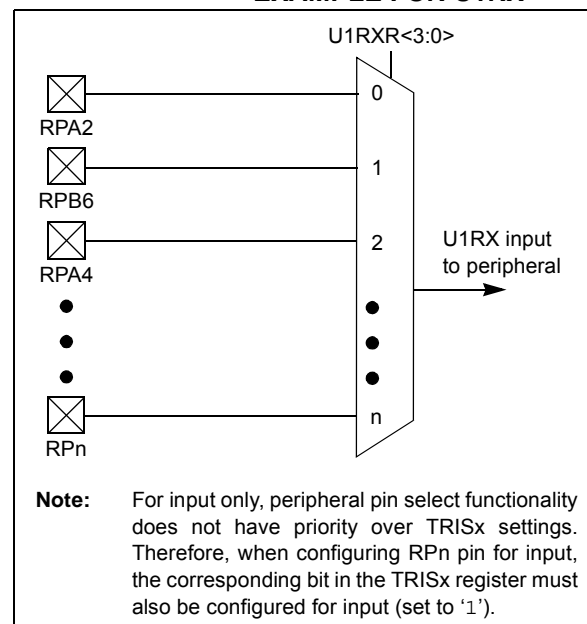 U1RXR<3:0>
RPA2
0
RPB6
1
RPA4
2
U1RX input
to peripheral
RPn
n
Note: For input only, peripheral pin select functionality
does not have priority over TRISx settings.
Therefore, when configuring RPn pin for input,
the corresponding bit in the TRISx register must
also be configured for input (set to ‘1’).